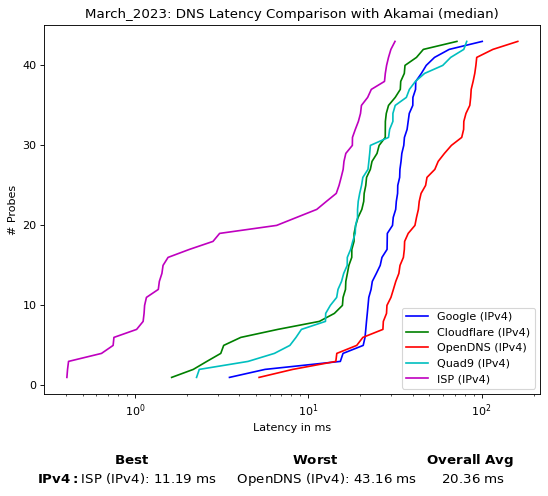 March_2023: DNS Latency Comparison with Akamai (median)
# Probes
40
30
20
10
0
10⁰
10¹
10²
Latency in ms
Google (IPv4)
Cloudflare (IPv4)
OpenDNS (IPv4)
Quad9 (IPv4)
ISP (IPv4)
Best Worst Overall Avg
IPv4: ISP (IPv4): 11.19 ms OpenDNS (IPv4): 43.16 ms 20.36 ms